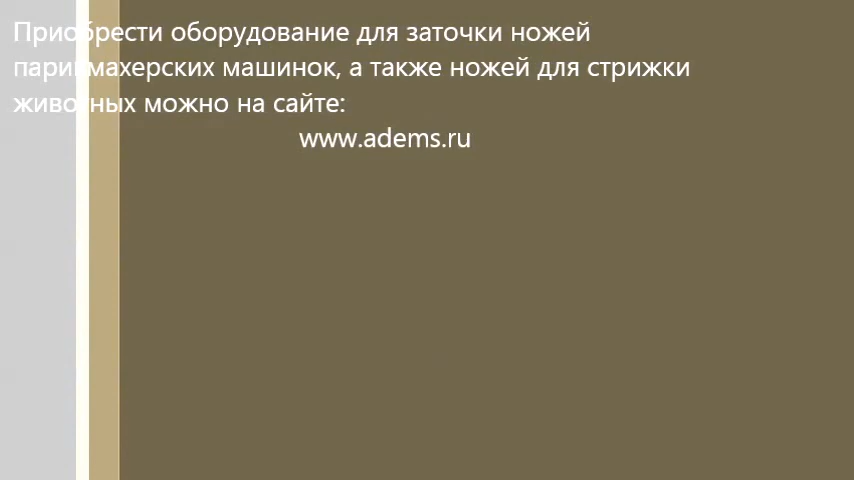 Приобрести оборудование для заточки ножей
парикмахерских машинок, а также ножей для стрижки
животных можно на сайте:
www.adems.ru